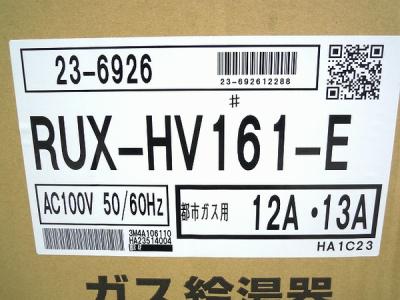 23-6926
23-692612288
#
RUX-HV161-E
AC100V 50/60Hz
3M4A106110
HA23514004
都市ガス用 12A・13A
HA1C23
ガス給湯器